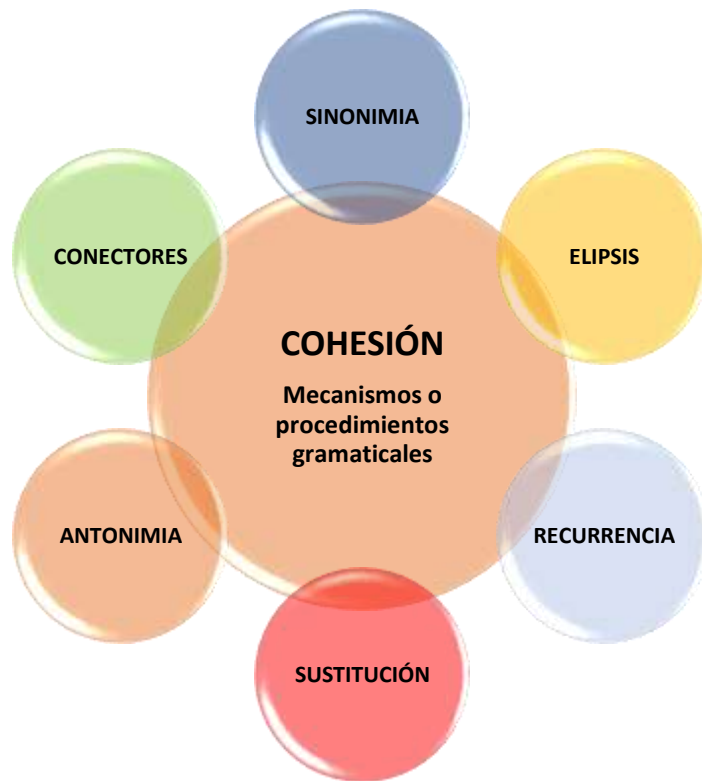 SINONIMIA
CONECTORES
ELIPSIS
COHESIÓN
Mecanismos o
procedimientos
gramaticales
ANTONIMIA
RECURRENCIA
SUSTITUCIÓN